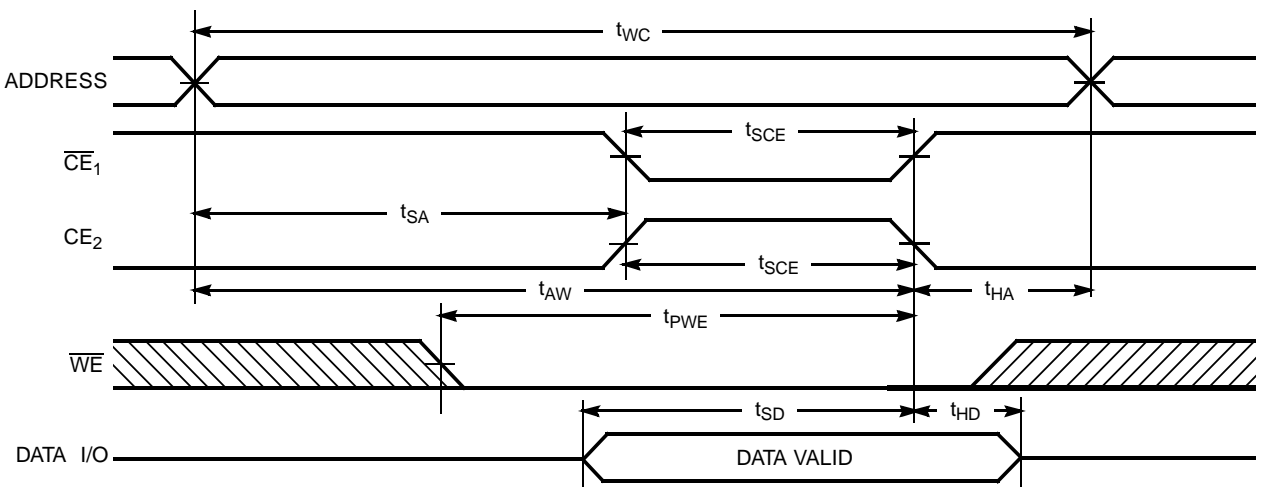 tWC
ADDRESS
tSCE
CE1
tSA
CE2
tSCE
tAW
tHA
tPWE
WE
tSD
tHD
DATA I/O
DATA VALID